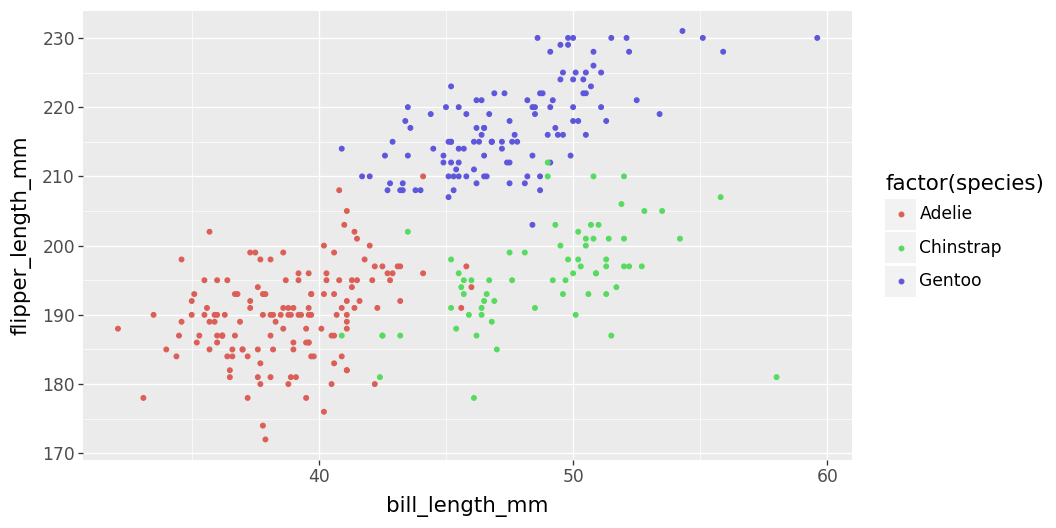 230
220
210
200
190
180
170
flipper_length_mm
40
50
60
bill_length_mm
factor(species)
Adelie
Chinstrap
Gentoo